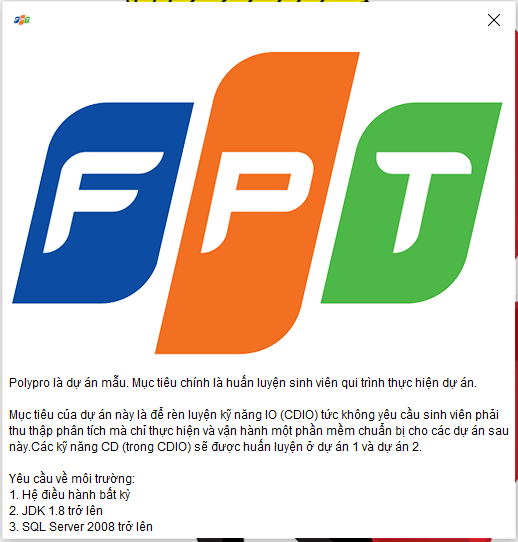 FPT
FPT
Polypro là dự án mẫu. Mục tiêu chính là huấn luyện sinh viên qui trình thực hiện dự án.
Mục tiêu của dự án này là để rèn luyện kỹ năng IO (CDIO) tức không yêu cầu sinh viên phải
thu thập phân tích mà chỉ thực hiện và vận hành một phần mềm chuẩn bị cho các dự án sau
này.Các kỹ năng CD (trong CDIO) sẽ được huấn luyện ở dự án 1 và dự án 2.
Yêu cầu về môi trường:
1. Hệ điều hành bất kỳ
2. JDK 1.8 trở lên
3. SQL Server 2008 trở lên